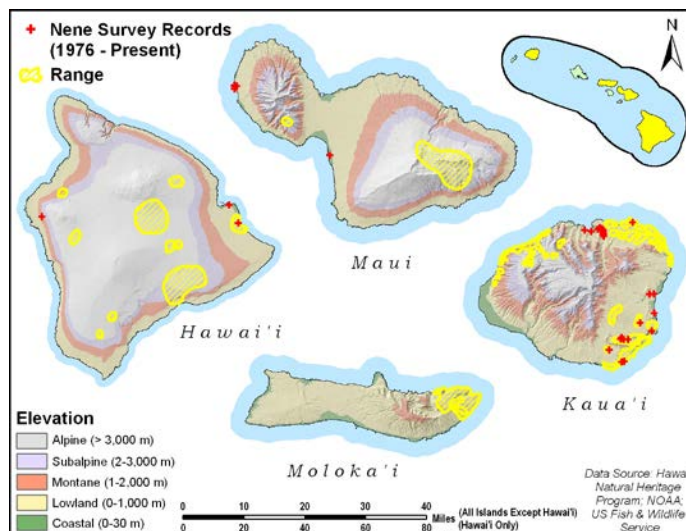 Nene Survey Records
(1976 - Present)
Range
N
Maui
Hawai'i
Kaua'i
Moloka'i
Elevation
Alpine (> 3,000 m)
Subalpine (2-3,000 m)
Montane (1-2,000 m)
Lowland (0-1,000 m)
Coastal (0-30 m)
0 10 20 30 40
Miles (All Islands Except Hawai'i)
(Hawai'i Only)
0 20 40 60 80
Data Source: Hawai
Natural Heritage
Program; NOAA;
US Fish & Wildlife
Service